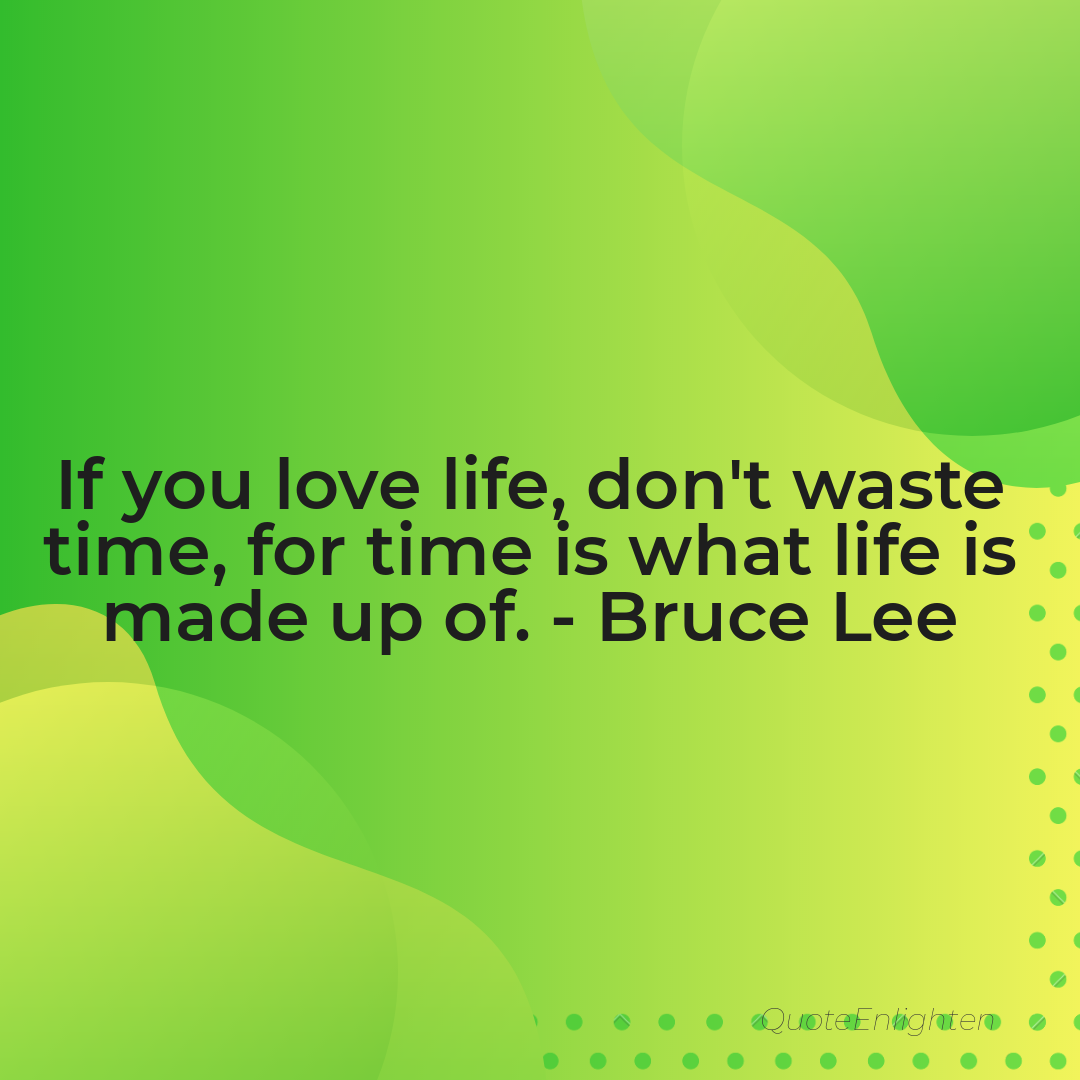 If you love life, don't waste
time, for time is what life is
made up of. - Bruce Lee
QuoteEnlighten